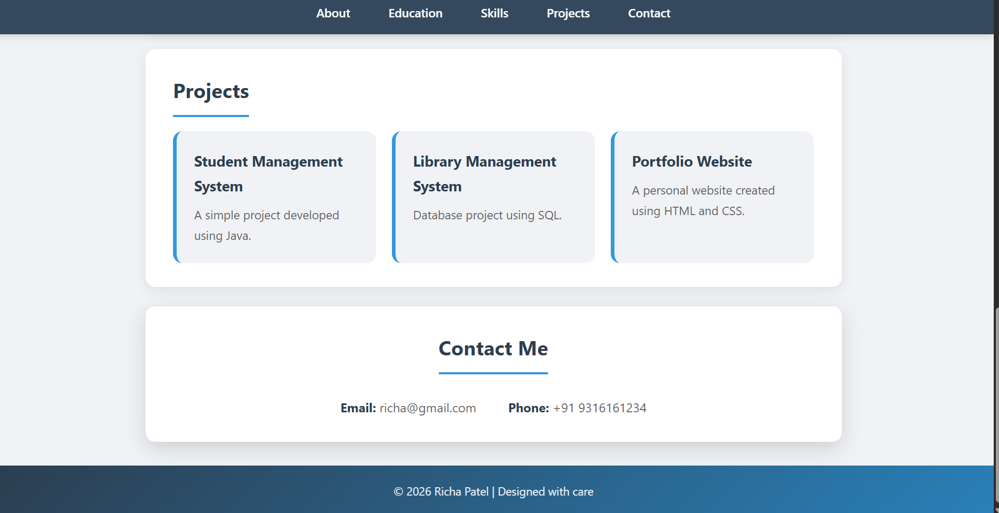 About Education Skills Projects Contact
Projects
Student Management
System
A simple project developed
using Java.
Library Management
System
Database project using SQL.
Portfolio Website
A personal website created
using HTML and CSS.
Contact Me
Email: richa@gmail.com Phone: +91 9316161234
© 2026 Richa Patel | Designed with care